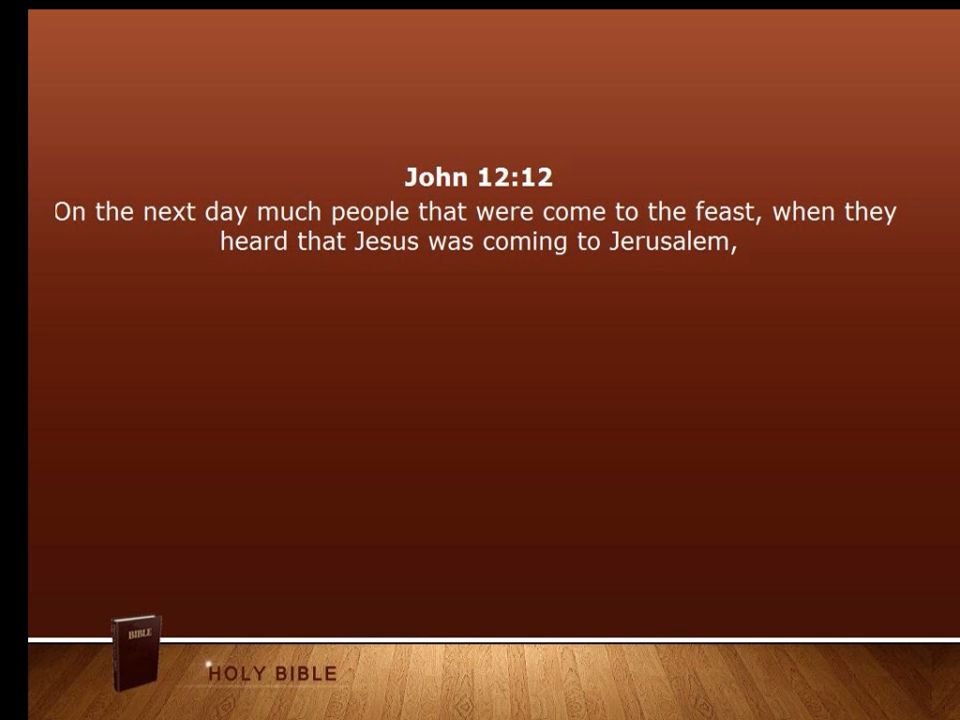 John 12:12
On the next day much people that were come to the feast, when they
heard that Jesus was coming to Jerusalem,
BIBLE
HOLY BIBLE